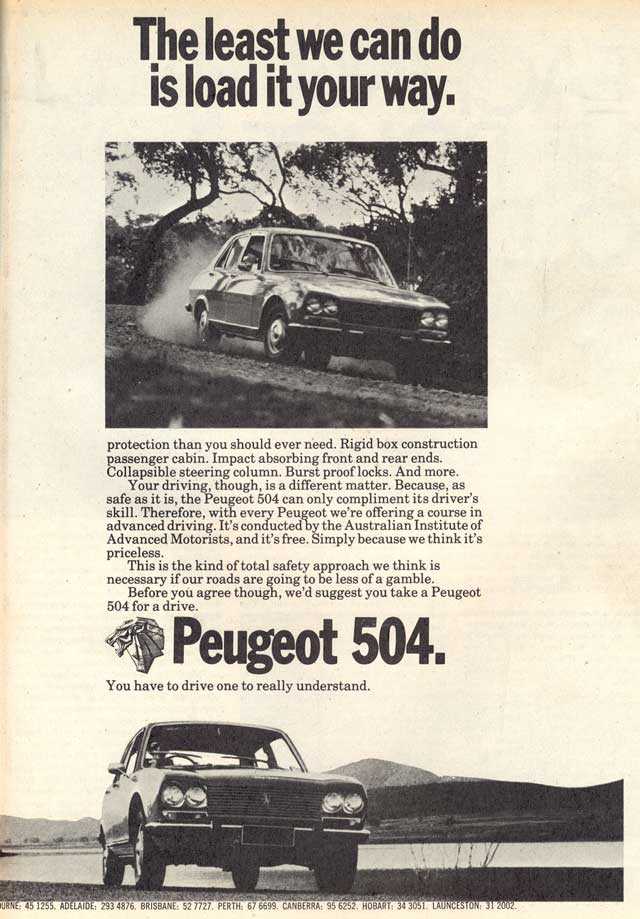 The least we can do
is load it your way.
protection than you should ever need. Rigid box construction
passenger cabin. Impact absorbing front and rear ends.
Collapsible steering column. Burst proof locks. And more.
Your driving, though, is a different matter. Because, as
safe as it is, the Peugeot 504 can only compliment its driver's
skill. Therefore, with every Peugeot we're offering a course in
advanced driving. It's conducted by the Australian Institute of
Advanced Motorists, and it's free. Simply because we think it's
priceless.
This is the kind of total safety approach we think is
necessary if our roads are going to be less of a gamble.
Before you agree though, we'd suggest you take a Peugeot
504 for a drive.
Peugeot 504.
You have to drive one to really understand.
OURNE: 45 1255. ADELAIDE: 293 4876. BRISBANE: 52 7727. PERTH: 67 6699. CANBERRA: 95 6252. HOBART: 34 3051. LAUNCESTON: 31 2002.